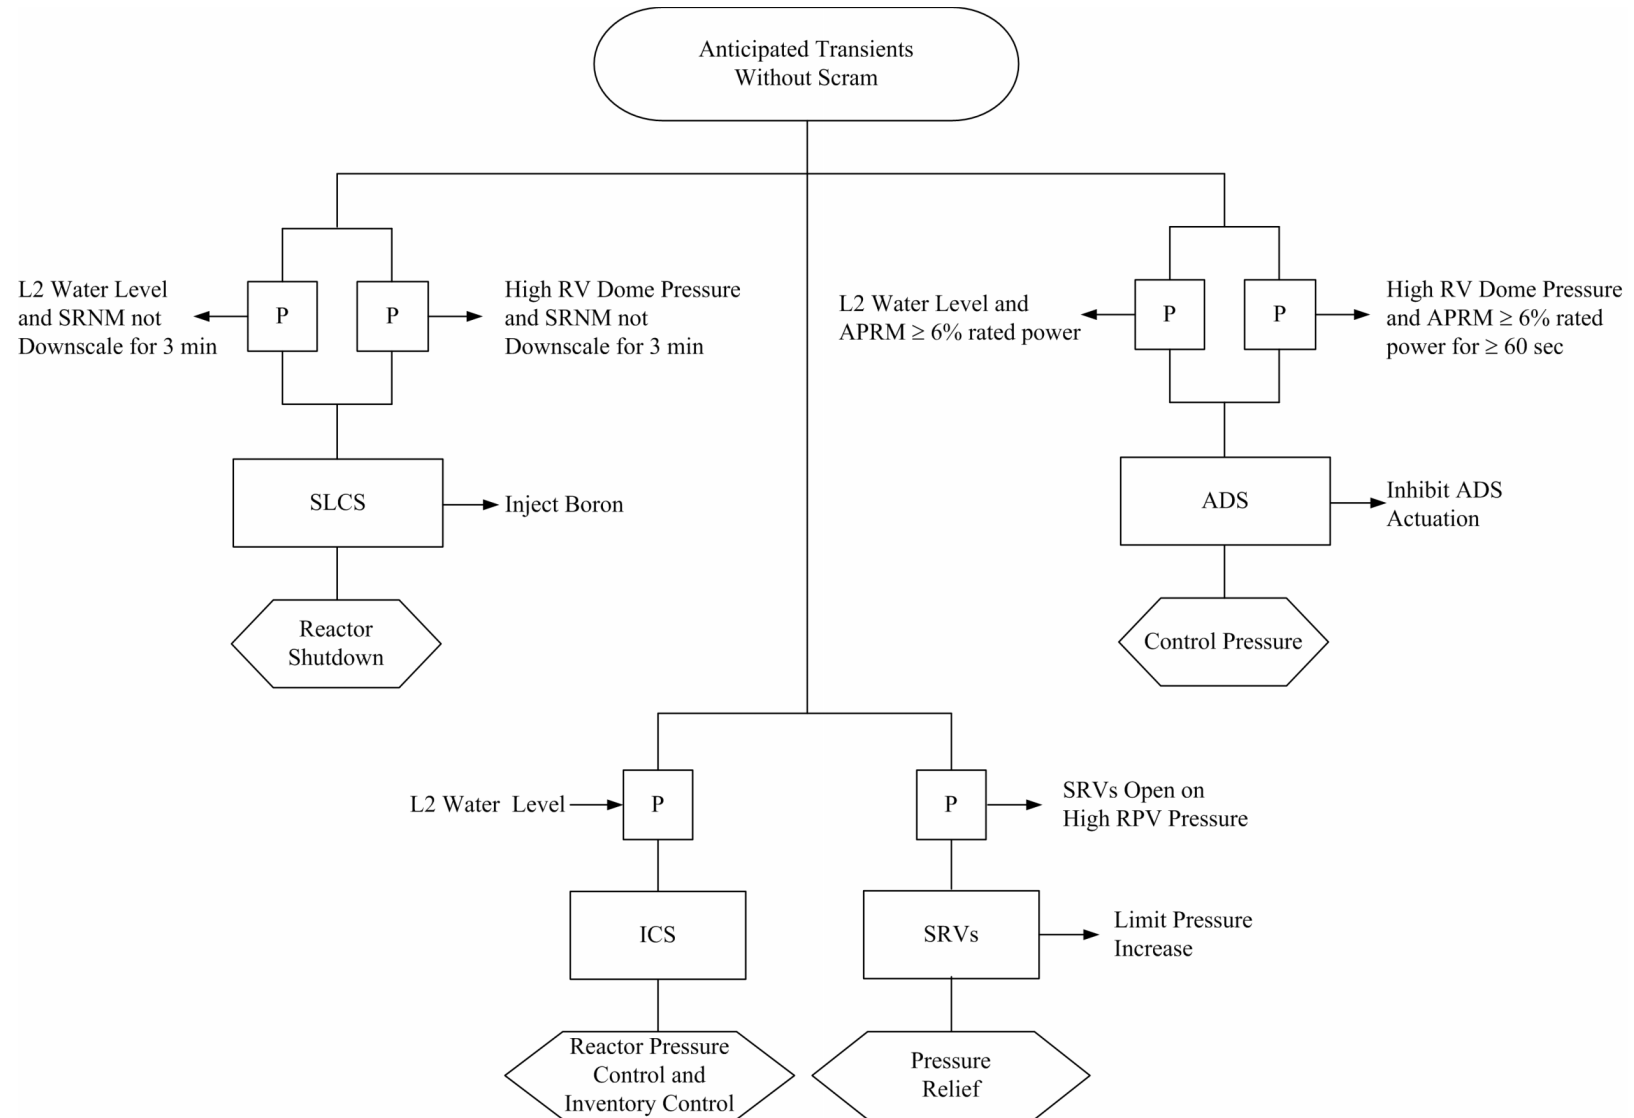 Anticipated Transients
Without Scram
L2 Water Level
and SRNM not
Downscale for 3 min
P
P
High RV Dome Pressure
and SRNM not
Downscale for 3 min
L2 Water Level and
APRM ≥ 6% rated power
P
P
High RV Dome Pressure
and APRM ≥ 6% rated
power for ≥ 60 sec
SLCS
Inject Boron
ADS
Inhibit ADS
Actuation
Reactor
Shutdown
Control Pressure
L2 Water Level
P
P
SRVs Open on
High RPV Pressure
ICS
SRVs
Limit Pressure
Increase
Reactor Pressure
Control and
Inventory Control
Pressure
Relief